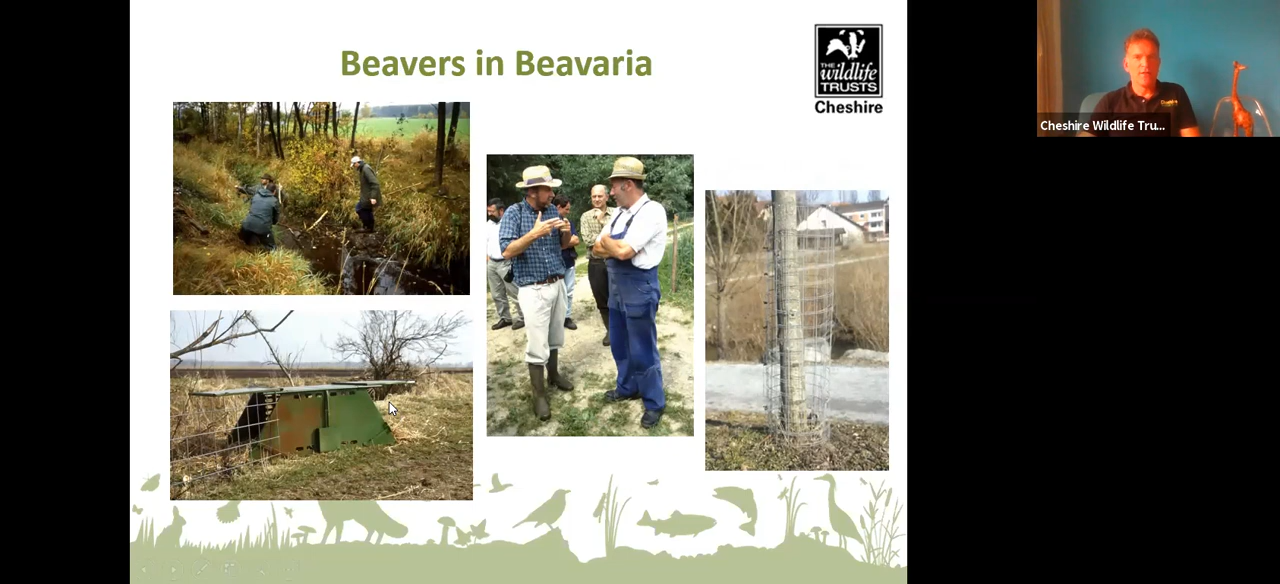 Beavers in Beavaria
THE
wildlife
TRUSTS
Cheshire
Cheshire Wildlife Tru...